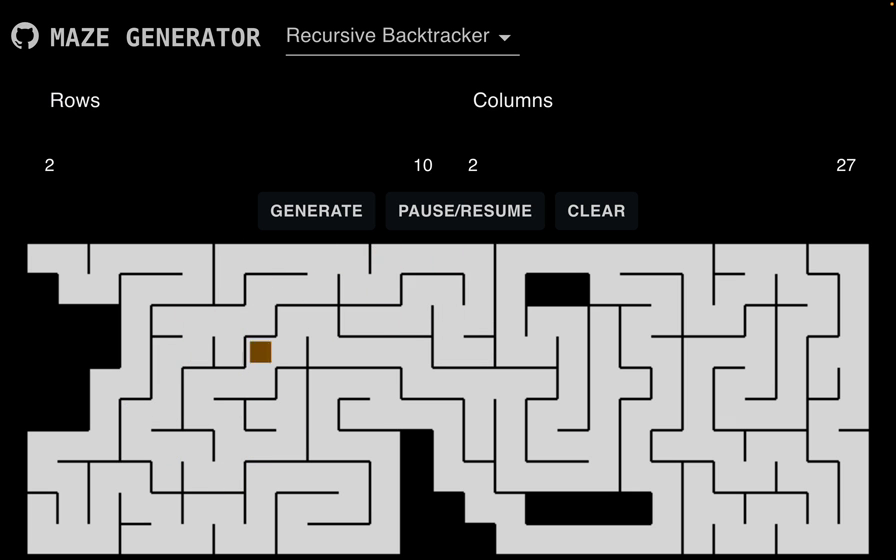 MAZE GENERATOR Recursive Backtracker
Rows Columns
2 10 2 27
GENERATE PAUSE/RESUME CLEAR